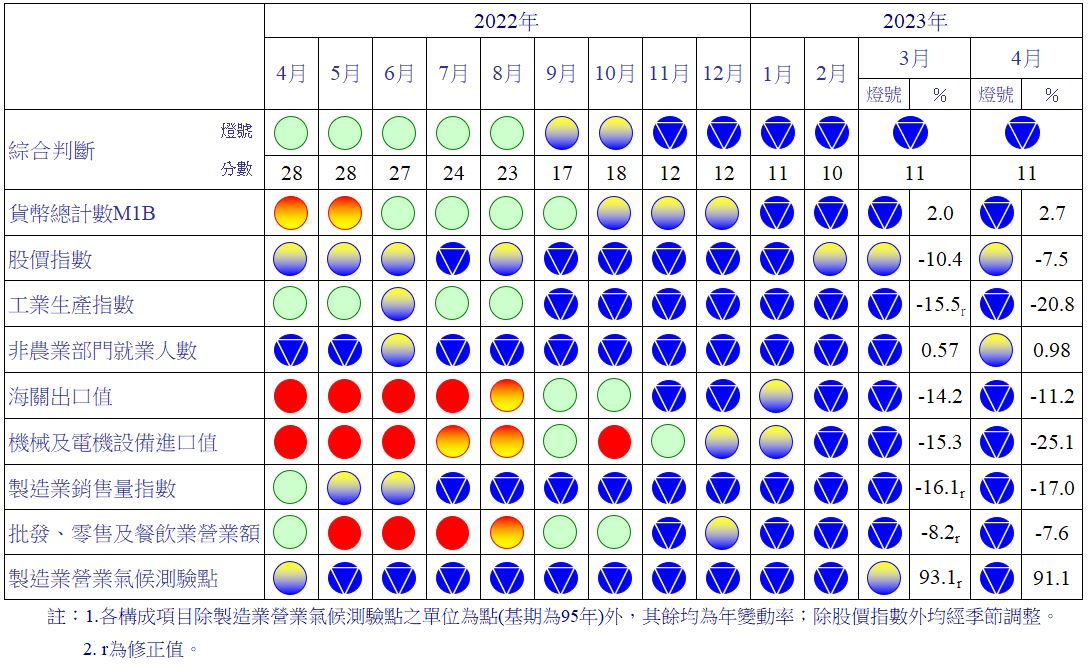 2022年 2023年
4月 5月 6月 7月 8月 9月 10月 11月 12月 1月 2月 3月 4月
燈號 % 燈號 %
綜合判斷 燈號
分數 28 28 27 24 23 17 18 12 12 11 10 11 11
貨幣總計數M1B 2.0 2.7
股價指數 -10.4 -7.5
工業生產指數 -15.5r -20.8
非農業部門就業人數 0.57 0.98
海關出口值 -14.2 -11.2
機械及電機設備進口值 -15.3 -25.1
製造業銷售量指數 -16.1r -17.0
批發、零售及餐飲業營業額 -8.2r -7.6
製造業營業氣候測驗點 93.1r 91.1
註：1.各構成項目除製造業營業氣候測驗點之單位為點(基期為95年)外，其餘均為年變動率；除股價指數外均經季節調整。
2. r為修正值。